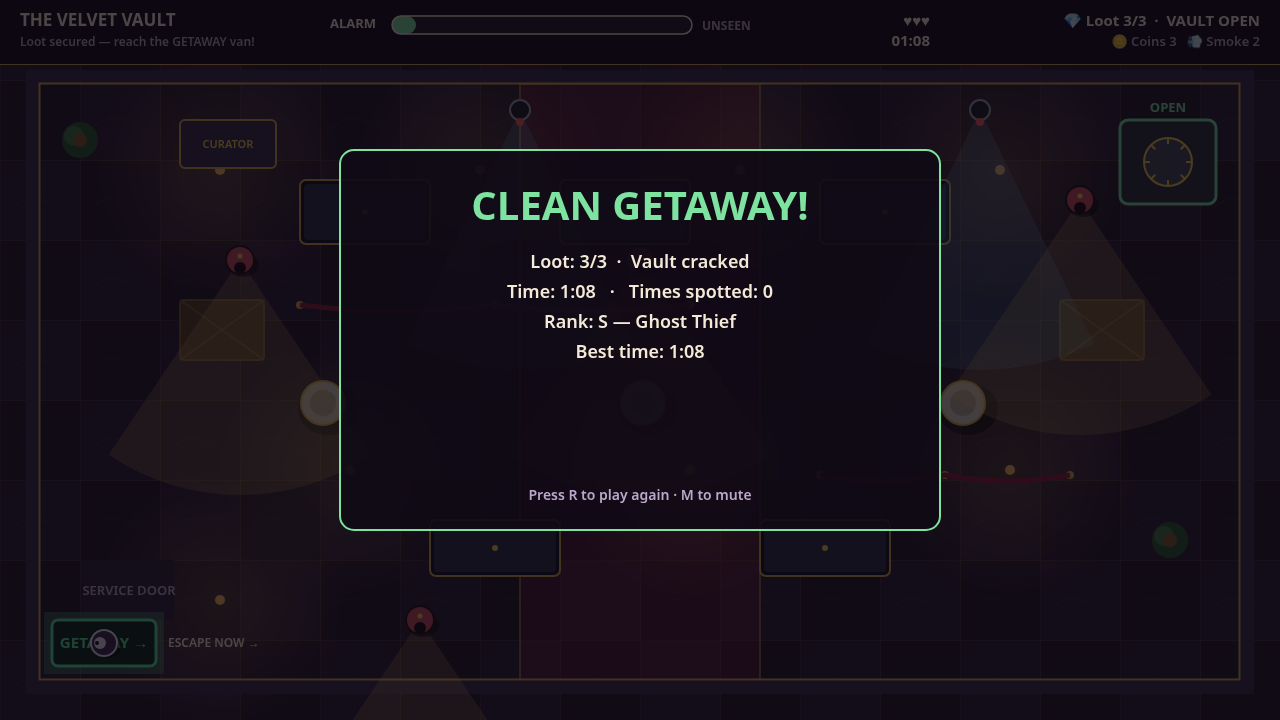 THE VELVET VAULT
Loot secured — reach the GETAWAY van!
ALARM
UNSEEN
♥♥♥
01:08
💎 Loot 3/3 · VAULT OPEN
🪙 Coins 3 💨 Smoke 2
CURATOR
OPEN
CLEAN GETAWAY!
Loot: 3/3 · Vault cracked
Time: 1:08 · Times spotted: 0
Rank: S — Ghost Thief
Best time: 1:08
Press R to play again · M to mute
SERVICE DOOR
ESCAPE NOW →